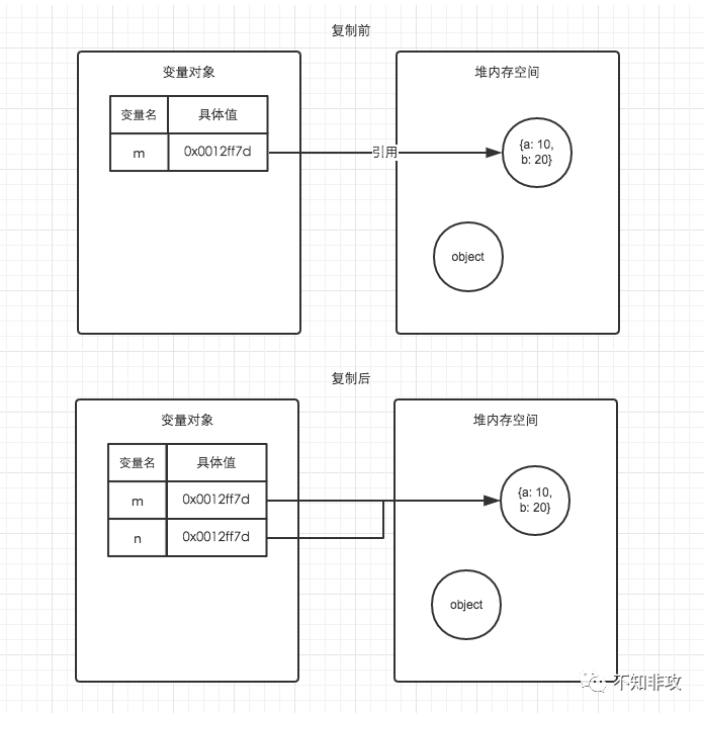 复制前
变量对象
堆内存空间
变量名 具体值
m 0x0012ff7d
引用
{a: 10,
b: 20}
object
复制后
变量对象
堆内存空间
变量名 具体值
m 0x0012ff7d
n 0x0012ff7d
{a: 10,
b: 20}
object
不知非攻